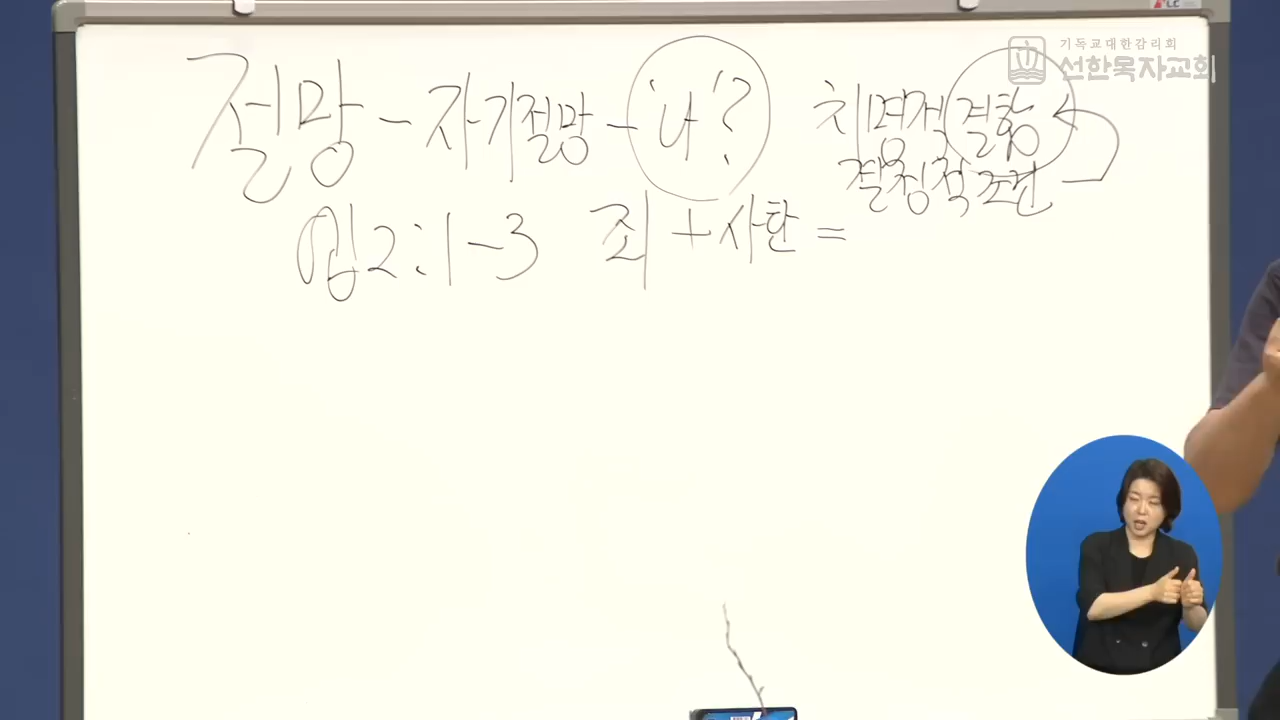 기독교대한감리회
선한목자교회
절망 - 자기절망 - '나'? 치명적 결함
결정적 조건
엡2:1-3 죄 + 사한 =